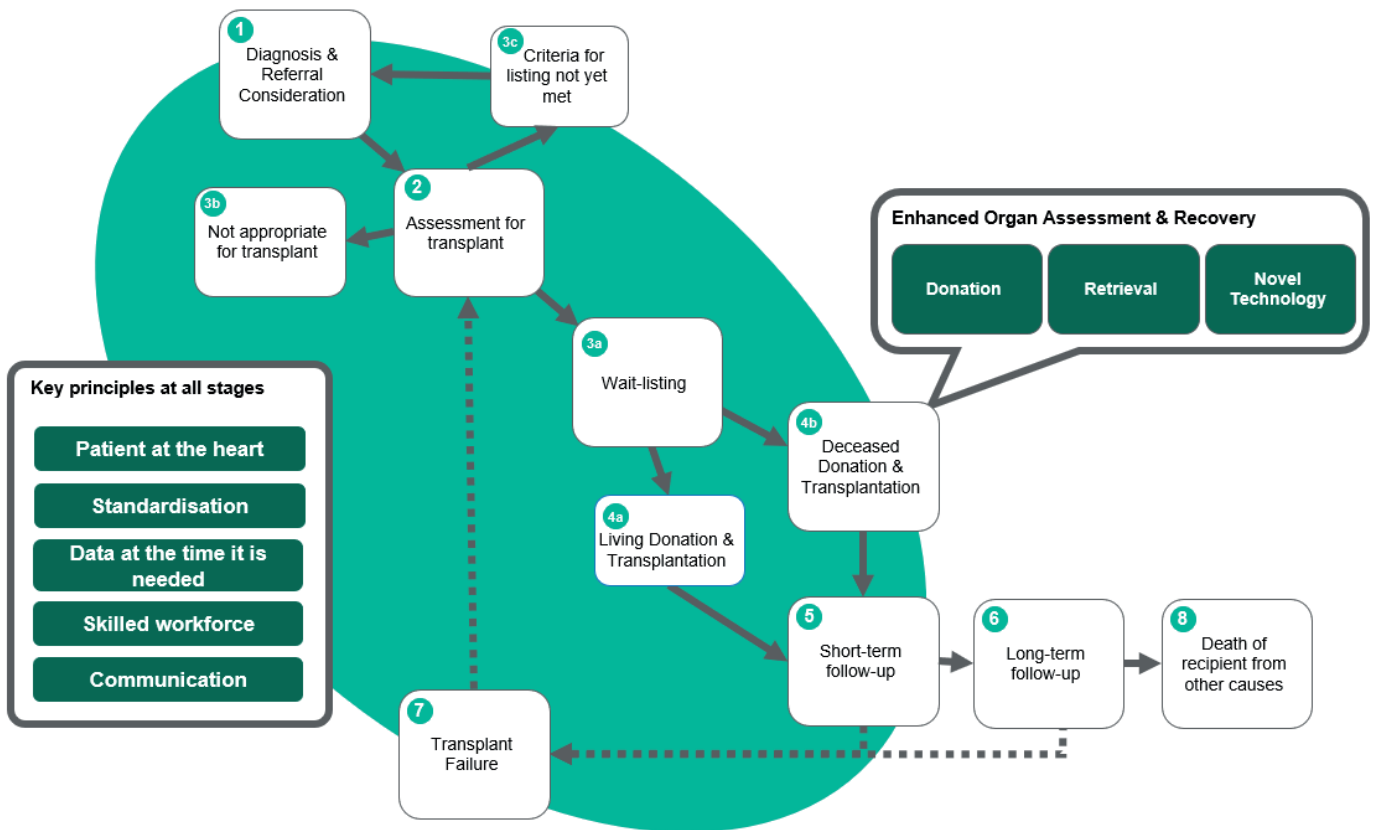 1
Diagnosis &
Referral
Consideration
3c
Criteria for
listing not yet
met
2
Assessment for
transplant
3b
Not appropriate
for transplant
Enhanced Organ Assessment & Recovery
Donation
Retrieval
Novel
Technology
3a
Wait-listing
Key principles at all stages
Patient at the heart
Standardisation
Data at the time it is
needed
Skilled workforce
Communication
4b
Deceased
Donation &
Transplantation
4a
Living Donation &
Transplantation
5
Short-term
follow-up
6
Long-term
follow-up
8
Death of
recipient from
other causes
7
Transplant
Failure